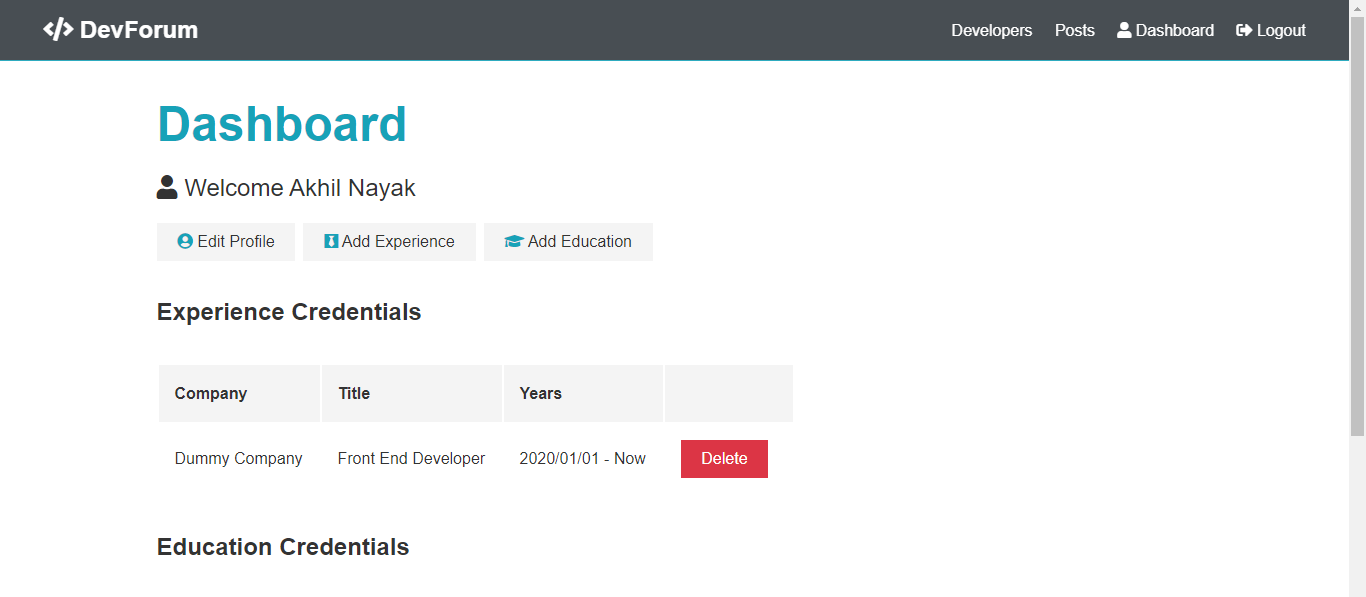 DevForum
Developers Posts Dashboard Logout
Dashboard
Welcome Akhil Nayak
Edit Profile Add Experience Add Education
Experience Credentials
Company Title Years
Dummy Company Front End Developer 2020/01/01 - Now Delete
Education Credentials